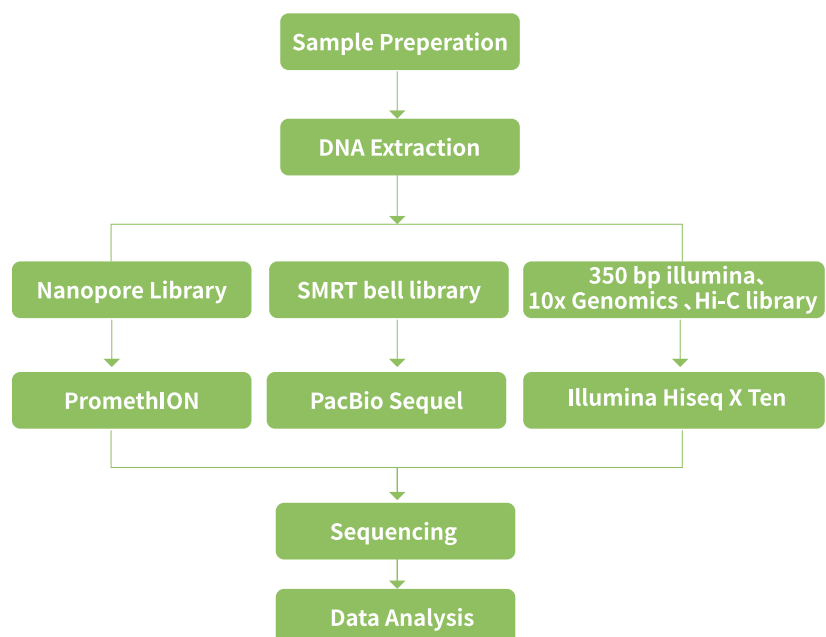 Sample Preperation
DNA Extraction
Nanopore Library
SMRT bell library
350 bp illumina、
10x Genomics 、Hi-C library
PromethION
PacBio Sequel
Illumina Hiseq X Ten
Sequencing
Data Analysis